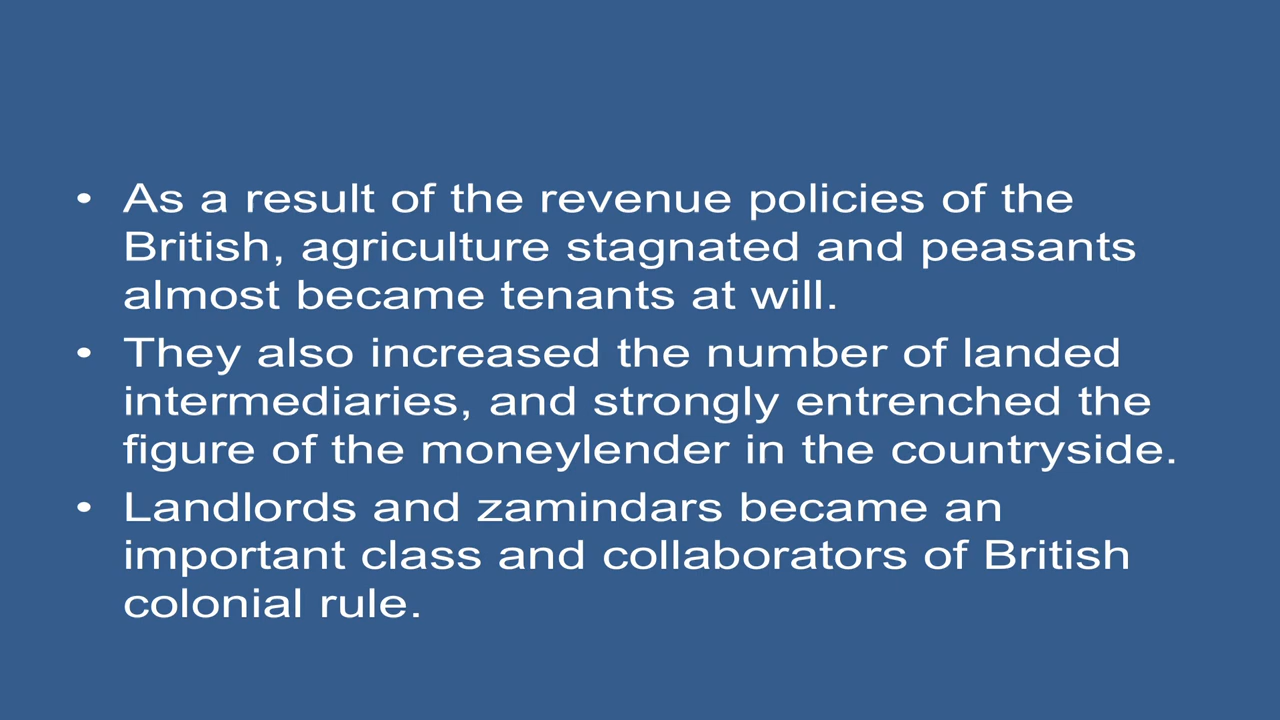 • As a result of the revenue policies of the
British, agriculture stagnated and peasants
almost became tenants at will.
• They also increased the number of landed
intermediaries, and strongly entrenched the
figure of the moneylender in the countryside.
• Landlords and zamindars became an
important class and collaborators of British
colonial rule.